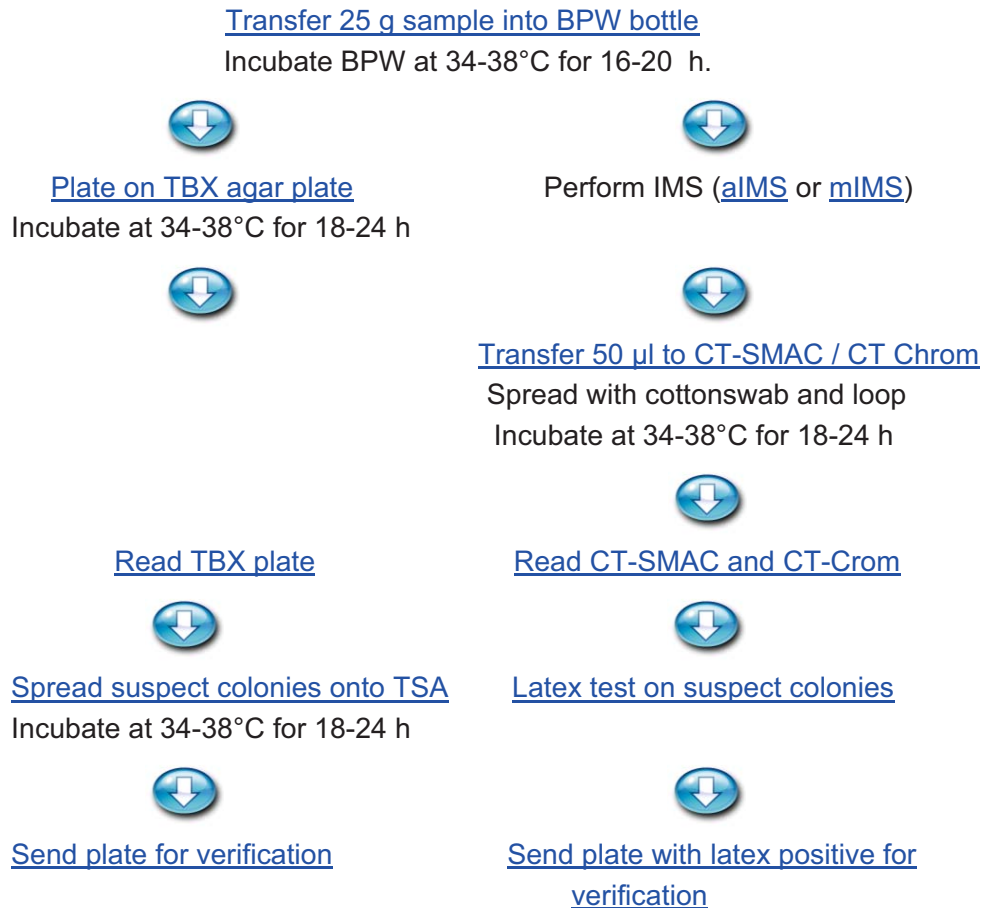 Transfer 25 g sample into BPW bottle
Incubate BPW at 34-38°C for 16-20 h.
Plate on TBX agar plate
Incubate at 34-38°C for 18-24 h
Perform IMS (aIMS or mIMS)
Transfer 50 µl to CT-SMAC / CT Chrom
Spread with cottonswab and loop
Incubate at 34-38°C for 18-24 h
Read TBX plate
Read CT-SMAC and CT-Crom
Spread suspect colonies onto TSA
Incubate at 34-38°C for 18-24 h
Latex test on suspect colonies
Send plate for verification
Send plate with latex positive for
verification